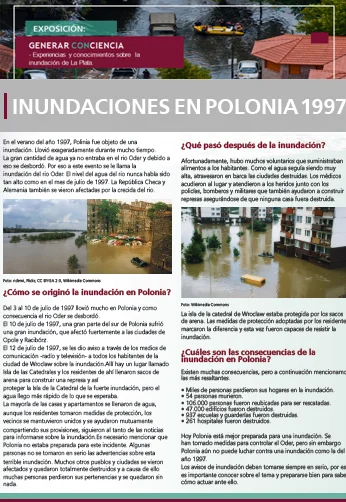 EXPOSICIÓN:
GENERAR CONCIENCIA
- Experiencias y conocimientos sobre la
inundación de La Plata.
INUNDACIONES EN POLONIA 1997
En el verano del año 1997, Polinia fue objeto de una
inundación. Llovió exageradamente durante mucho tiempo.
La gran cantidad de agua ya no entraba en el río Oder y debido a
eso se desbordó. Por eso a este evento se le llama la
inundación del río Oder. El nivel del agua del río nunca había sido
tan alto como en el mes de julio de 1997. La República Checa y
Alemania también se vieron afectadas por la crecida del río.
Foto: rderné, Flickr, CC BY-SA 2.0, Wikimedia Commons
¿Cómo se originó la inundación en Polonia?
Del 3 al 10 de julio de 1997 llovió mucho en Polonia y como
consecuencia el río Oder se desbordó.
El 10 de julio de 1997, una gran parte del sur de Polonia sufrió
una gran inundación, que afectó fuertemente a las ciudades de
Opole y Racibórz.
El 12 de julio de 1997, se les dio aviso a través de los medios de
comunicación -radio y televisión- a todos los habitantes de la
ciudad de Wroclaw sobre la inundación.Allí hay un lugar llamado
Isla de las Catedrales y los residentes de ahí llenaron sacos de
arena para construir una represa y así
proteger la Isla de la Catedral de la fuerte inundación, pero el
agua llego más rápido de lo que se esperaba.
La mayoría de las casas y apartamentos se llenaron de agua,
aunque los residentes tomaron medidas de protección, los
vecinos se mantuvieron unidos y se ayudaron mutuamente
compartiendo sus provisiones, siguieron al tanto de las noticias
para informarse sobre la inundación.Es necesario mencionar que
Polonia no estaba preparada para este incidente. Algunas
personas no se tomaron en serio las advertencias sobre esta
terrible inundación. Muchos otros pueblos y ciudades se vieron
afectados y quedaron totalmente destruidos y a causa de ello
muchas personas perdieron sus pertenencias y se quedaron sin
nada.
¿Qué pasó después de la inundación?
Afortunadamente, hubo muchos voluntarios que suministraban
alimentos a los habitantes. Como el agua seguía siendo muy
alta, atravesaron en barca las ciudades destruidas. Los médicos
acudieron al lugar y atendieron a los heridos junto con los
policías, bomberos y militares que también ayudaron a construir
represas asegurándose de que ninguna casa fuera destruida.
Foto: Wikimedia Commons
La isla de la catedral de Wroclaw estaba protegida por los sacos
de arena. Las medidas de protección adoptadas por los residentes
marcaron la diferencia y esta vez fueron capaces de resistir la
inundación.
¿Cuáles son las consecuencias de la
inundación en Polonia?
Existen muchas consecuencias, pero a continuación mencionamos
las más resaltantes.
• Miles de personas perdieron sus hogares en la inundación.
• 54 personas murieron.
• 106.000 personas fueron reubicadas para ser rescatadas.
• 47.000 edificios fueron destruidos.
• 937 escuelas y guarderías fueron destruidas.
• 261 hospitales fueron destruidos.
Hoy Polonia está mejor preparada para una inundación. Se
han tomado medidas para controlar el Oder, pero sin embargo
Polonia aún no puede luchar contra una inundación como la del
año 1997.
Los avisos de inundación deben tomarse siempre en serio, por eso
es importante conocer sobre el tema y prepararse bien para saber
cómo actuar ante ello.